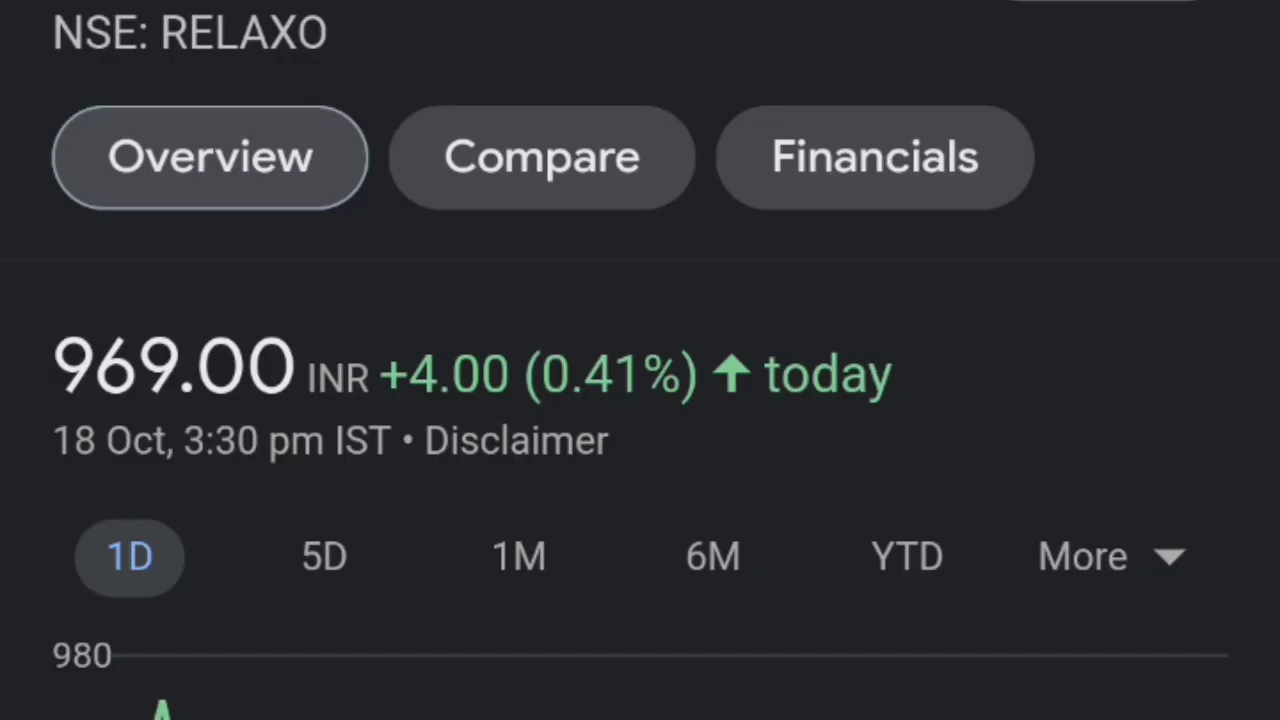 NSE: RELAXO
Overview Compare Financials
969.00 INR +4.00 (0.41%) ↑ today
18 Oct, 3:30 pm IST • Disclaimer
1D 5D 1M 6M YTD More
980